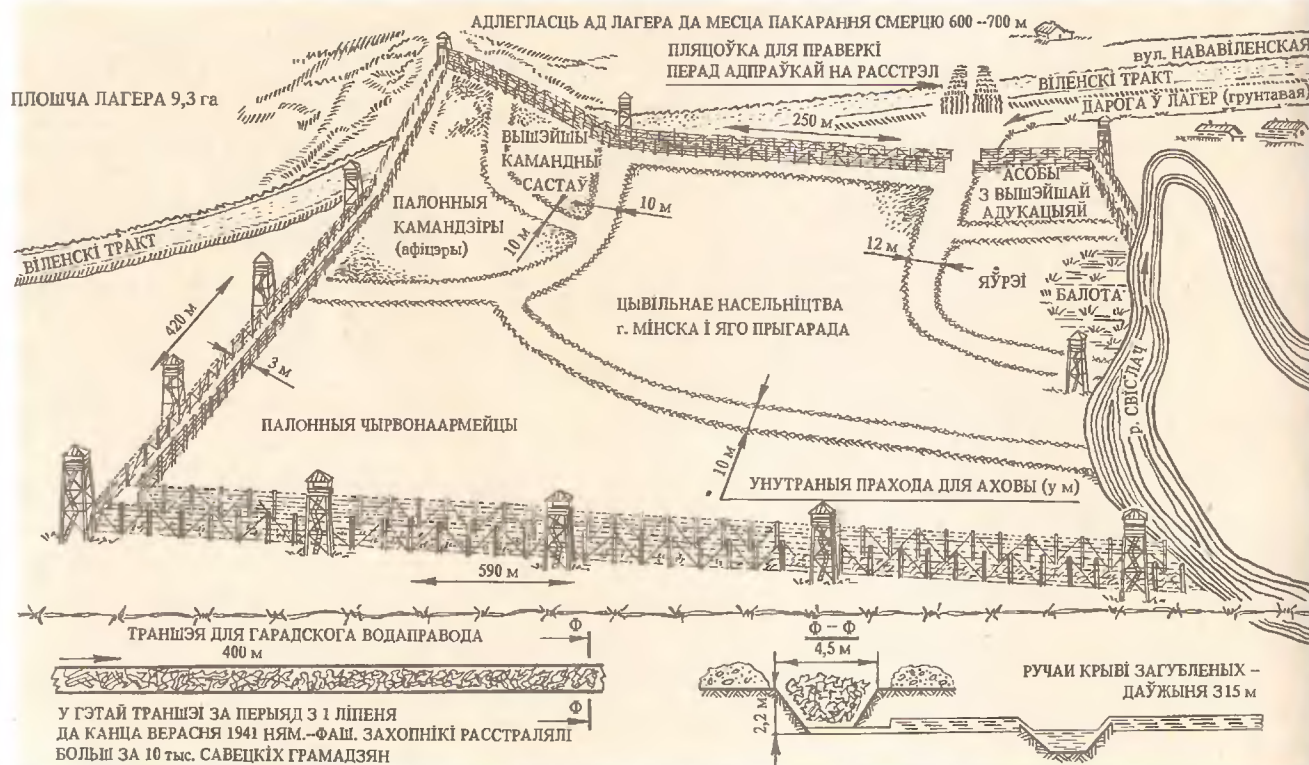 АДЛЕГЛАСЦЬ АД ЛАГЕРА ДА МЕСЦА ПАКАРАННЯ СМЕРЦЮ 600 –700 м
ПЛЯЦОЎКА ДЛЯ ПРАВЕРКІ
ПЕРАД АДПРАЎКАЙ НА РАССТРЭЛ
вул. НАВАВІЛЕНСКАЯ
ВІЛЕНСКІ ТРАКТ
ДАРОГА Ў ЛАГЕР (грунтавая)
ПЛОШЧА ЛАГЕРА 9,3 га
250 м
ВЫШЭЙШЫ
КАМАНДНЫ
САСТАЎ
АСОБЫ
З ВЫШЭЙШАЙ
АДУКАЦЫЯЙ
ПАЛОННЫЯ
КАМАНДЗІРЫ
(афіцэры)
10 м
10 м
12 м
ВІЛЕНСКІ ТРАКТ
ЯЎРЭІ
БАЛОТА
420 м
ЦЫВІЛЬНАЕ НАСЕЛЬНІЦТВА
г. МІНСКА І ЯГО ПРЫГАРАДА
3 м
р. СВІСЛАЧ
ПАЛОННЫЯ ЧЫРВОНААРМЕЙЦЫ
10 м
УНУТРАНЫЯ ПРАХОДА ДЛЯ АХОВЫ (у м)
590 м
ТРАНШЭЯ ДЛЯ ГАРАДСКОГА ВОДАПРАВОДА
400 м
Ф
Ф
У ГЭТАЙ ТРАНШЭІ ЗА ПЕРЫЯД З 1 ЛІПЕНЯ
ДА КАНЦА ВЕРАСНЯ 1941 НЯМ.–ФАШ. ЗАХОПНІКІ РАССТРАЛЯЛІ
БОЛЬШ ЗА 10 тыс. САВЕЦКІХ ГРАМАДЗЯН
Ф – Ф
4,5 м
2,2 м
РУЧАИ КРЫВІ ЗАГУБЛЕНЫХ –
ДАЎЖЫНЯ З 15 м